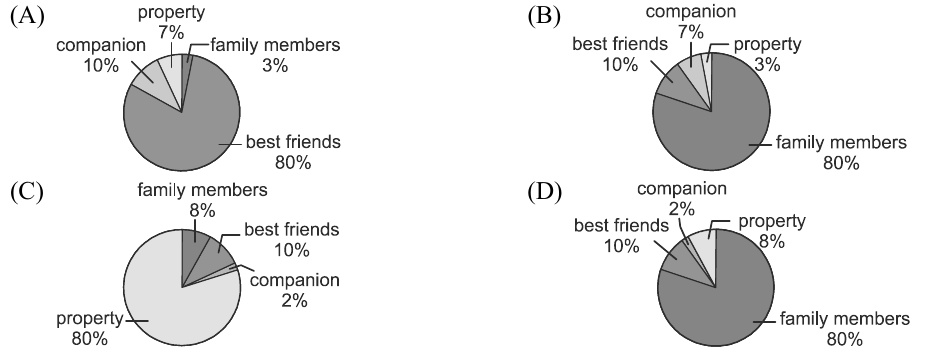 (A)
property
7%
companion
10%
family members
3%
best friends
80%
(B)
companion
7%
best friends
10%
property
3%
family members
80%
(C)
family members
8%
best friends
10%
companion
2%
property
80%
(D)
companion
2%
best friends
10%
property
8%
family members
80%